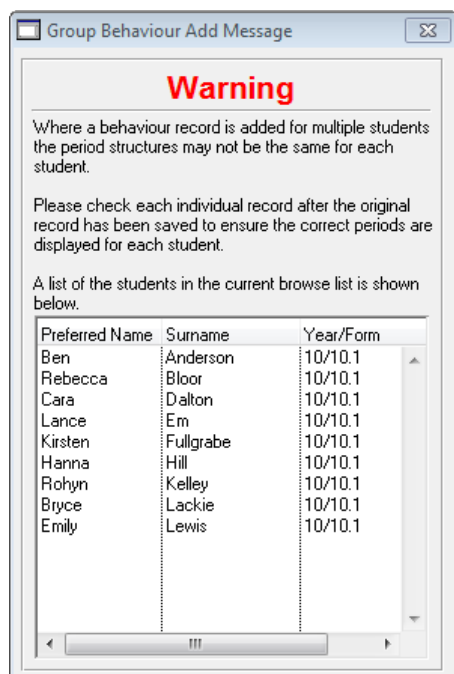 Group Behaviour Add Message
Warning
Where a behaviour record is added for multiple students
the period structures may not be the same for each
student.
Please check each individual record after the original
record has been saved to ensure the correct periods are
displayed for each student.
A list of the students in the current browse list is shown
below.
Preferred Name Surname Year/Form
Ben Anderson 10/10.1
Rebecca Bloor 10/10.1
Cara Dalton 10/10.1
Lance Em 10/10.1
Kirsten Fullgrabe 10/10.1
Hanna Hill 10/10.1
Rohyn Kelley 10/10.1
Bryce Lackie 10/10.1
Emily Lewis 10/10.1